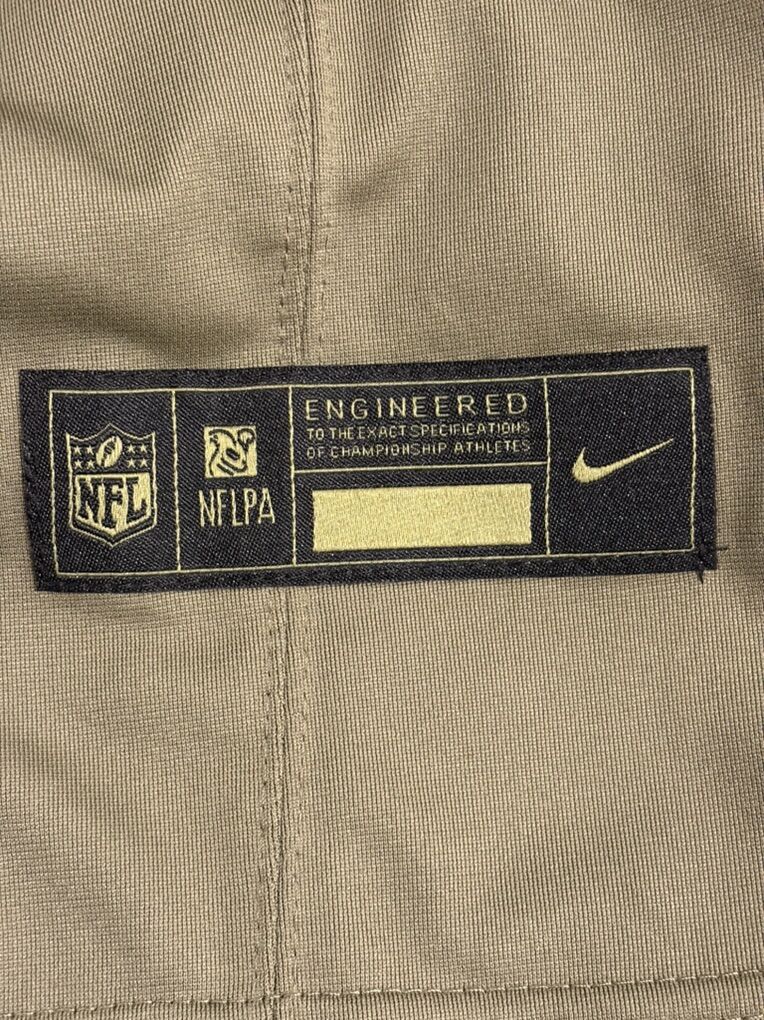 NFL
NFLPA
ENGINEERED
TO THE EXACT SPECIFICATIONS
OF CHAMPIONSHIP ATHLETES